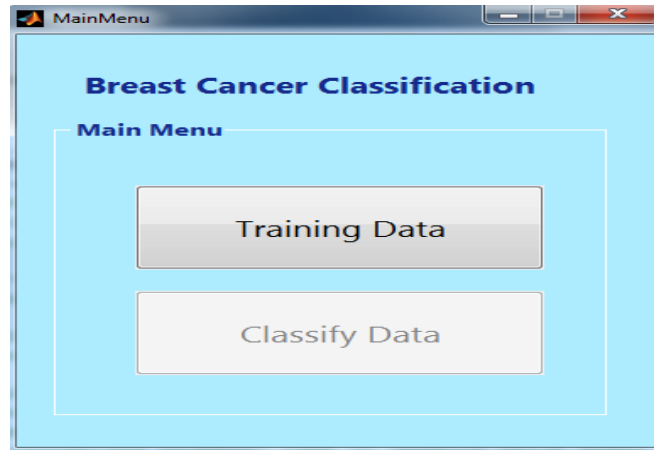 MainMenu
Breast Cancer Classification
Main Menu
Training Data
Classify Data